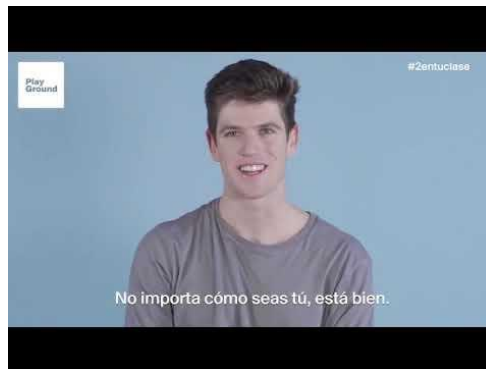 Play
Ground
#2entuclase
No importa cómo seas tú, está bien.